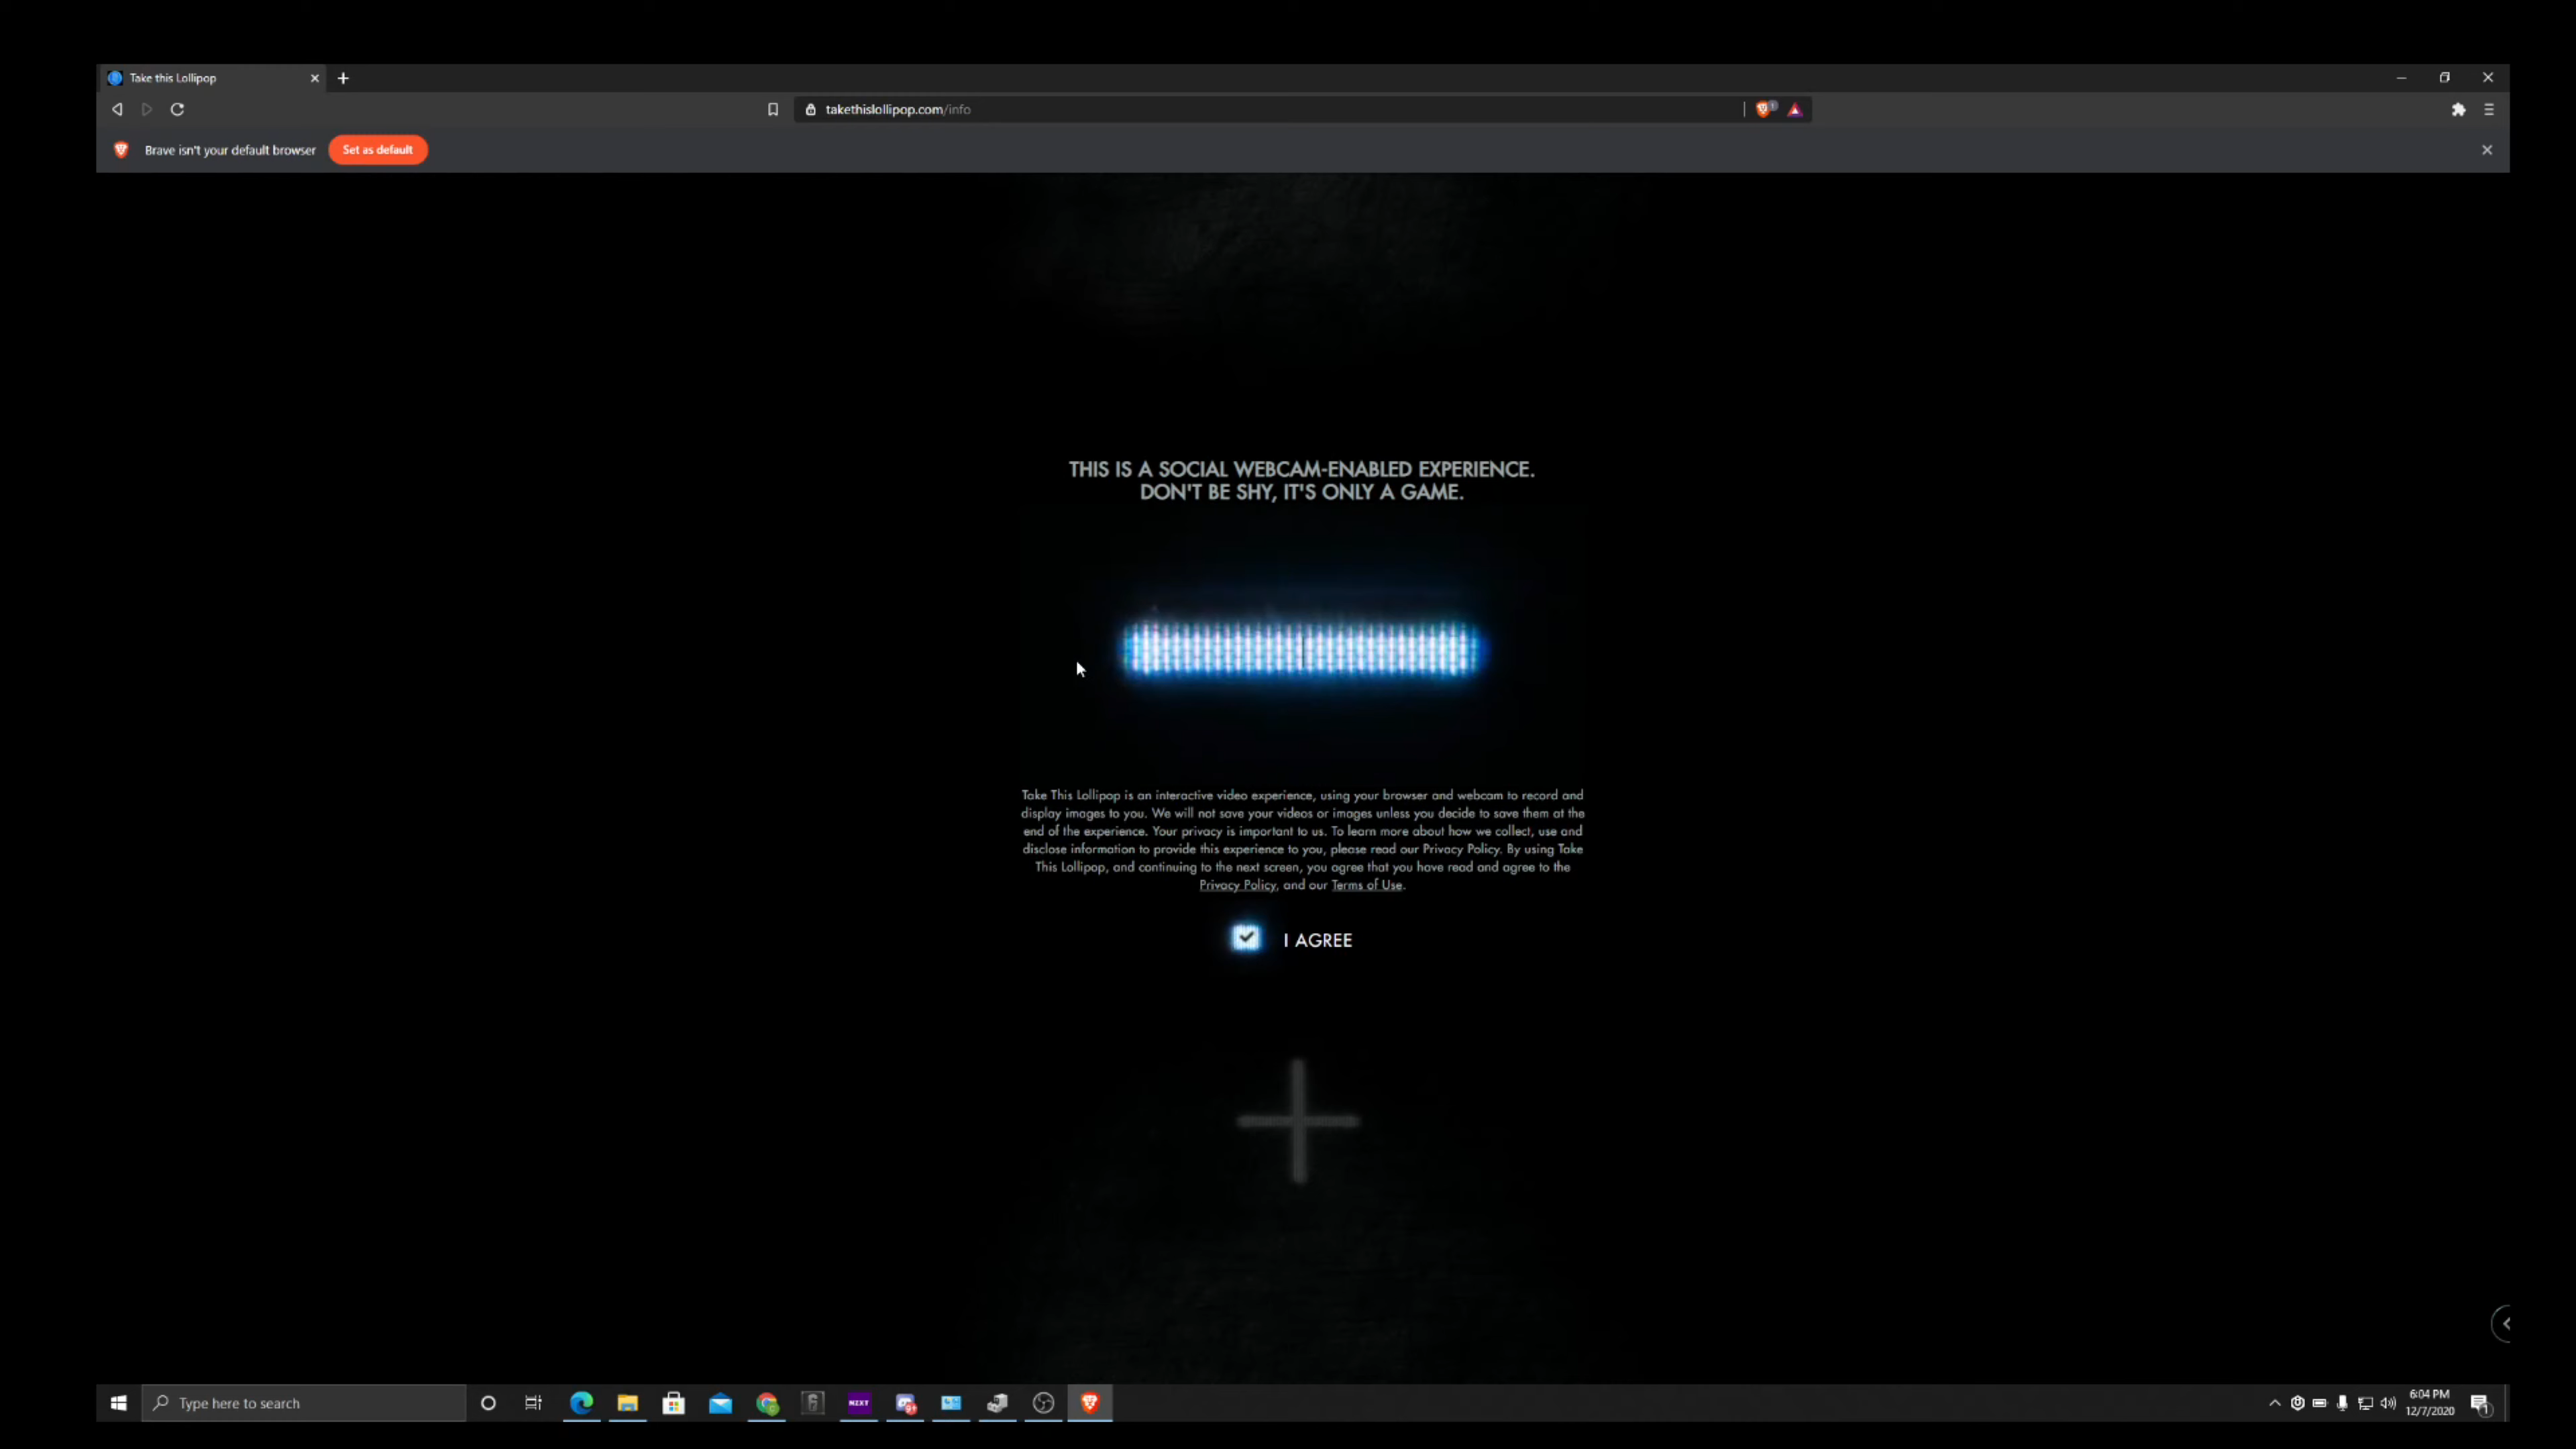 Take this Lollipop
takethislollipop.com/info
1
Brave isn't your default browser
Set as default
THIS IS A SOCIAL WEBCAM-ENABLED EXPERIENCE.
DON'T BE SHY, IT'S ONLY A GAME.
Take This Lollipop is an interactive video experience, using your browser and webcam to record and
display images to you. We will not save your videos or images unless you decide to save them at the
end of the experience. Your privacy is important to us. To learn more about how we collect, use and
disclose information to provide this experience to you, please read our Privacy Policy. By using Take
This Lollipop, and continuing to the next screen, you agree that you have read and agree to the
Privacy Policy, and our Terms of Use.
I AGREE
Type here to search
NZXT
6:04 PM
12/7/2020
1